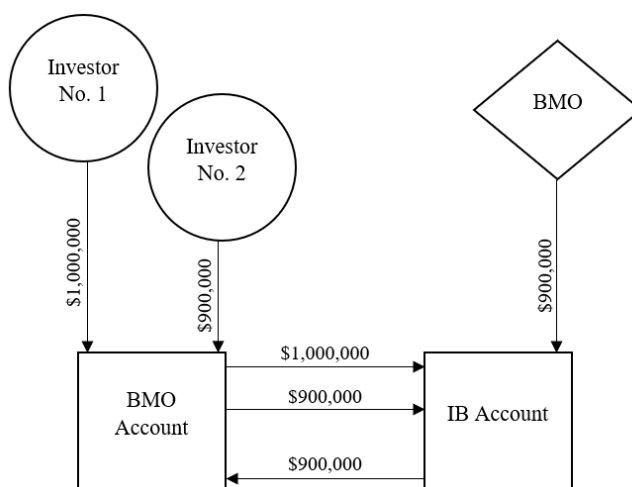 Investor
No. 1
Investor
No. 2
BMO
$1,000,000
$900,000
$900,000
$1,000,000
$900,000
$900,000
BMO
Account
IB Account